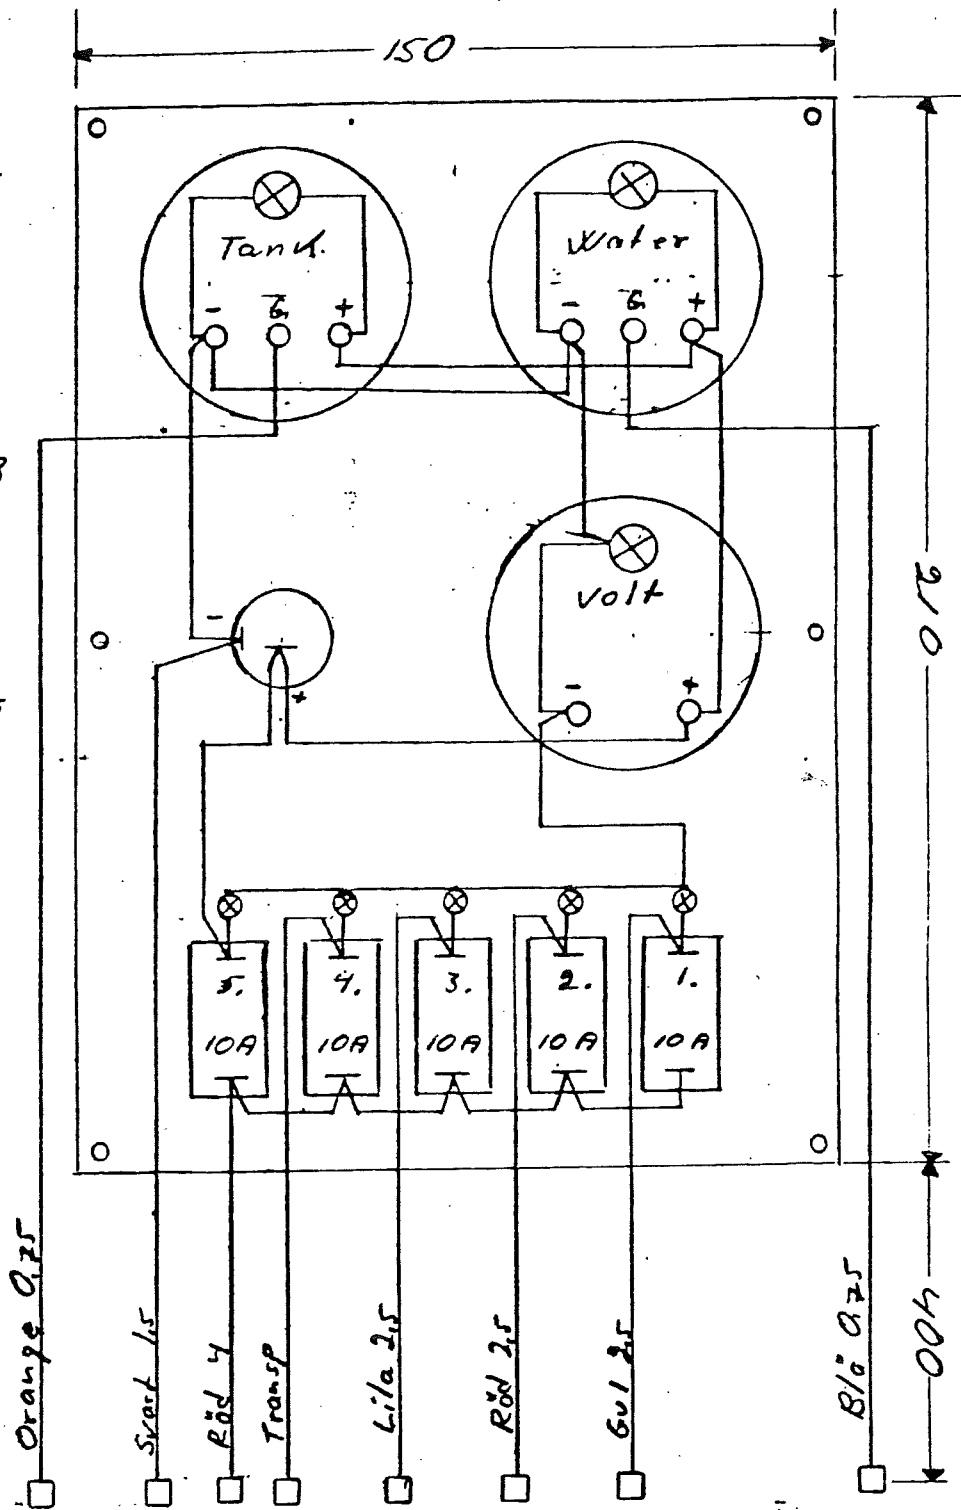 150
Tank.
Water
- G +
- G +
210
volt
-
+
- +
5. 4. 3. 2. 1.
10A 10A 10A 10A 10A
Orange 0,75
Svart 1,5
Röd 4
Transp
Lila 2,5
Röd 2,5
Gul 2,5
Blå 0,75
400